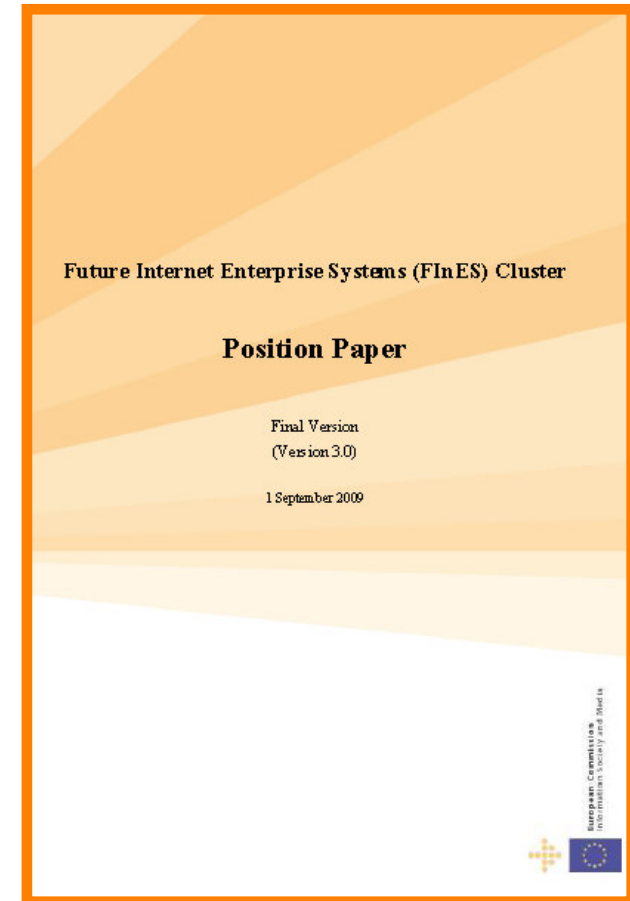 Future Internet Enterprise Systems (FInES) Cluster
Position Paper
Final Version
(Version 3.0)
1 September 2009
European Commission
Information Society and Media